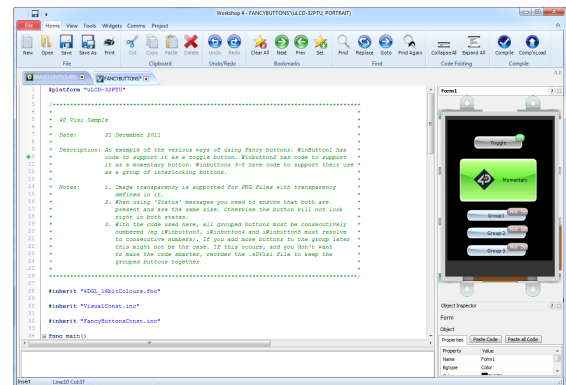 Workshop 4 - FANCYBUTTONS*(uLCD-32PTU, PORTRAIT)
File Home View Tools Widgets Comms Project
New Open Save Save As Print Cut Copy Paste Delete Undo Redo Clear All Next Prev Set Find Replace Goto Find Again Collapse All Expand All Compile Comp'nLoad
File Clipboard Undo/Redo Bookmarks Find Code Folding Compile
FANCYBUTTONS*
#platform "uLCD-32PTU"
4D Visi Sample
Date: 21 December 2011
Description: An example of the verious ways of using Fancy buttons. WinButton1 has
code to support it as a toggle button. Winbutton2 has code to support
it as a momentary button. Winbuttons 3-5 have code to support their use
as a group of interlocking buttons.
Notes: 1. Image transparency is supported for PNG files with transparency
defined in it.
2. When using 'Status' messages you need to ensure that both are
present and are the same size. Otherwise the button will not look
right in both states.
3. With the code used here, all grouped buttons must be consecutively
numbered (eg iWinbutton3, iWinbutton4 and iWinbutton5 must resolve
to consecutive numbers). If you add more buttons to the group later
this might not be the case. If this occurs, and you don't want
to make the code smarter, reorder the .4DVisi file to keep the
grouped buttons together
#inherit "4DGL_16bitColours.fnc"
#inherit "VisualConst.inc"
#inherit "FancyButtonsConst.inc"
func main()
Form1
Toggle
Momentary
Group1
Group 2
Group 3
Object Inspector
Form
Object
Properties Paste Code Paste all Code
Property Value
Name Form1
Bgtype Color
Insert Line:10 Col:37